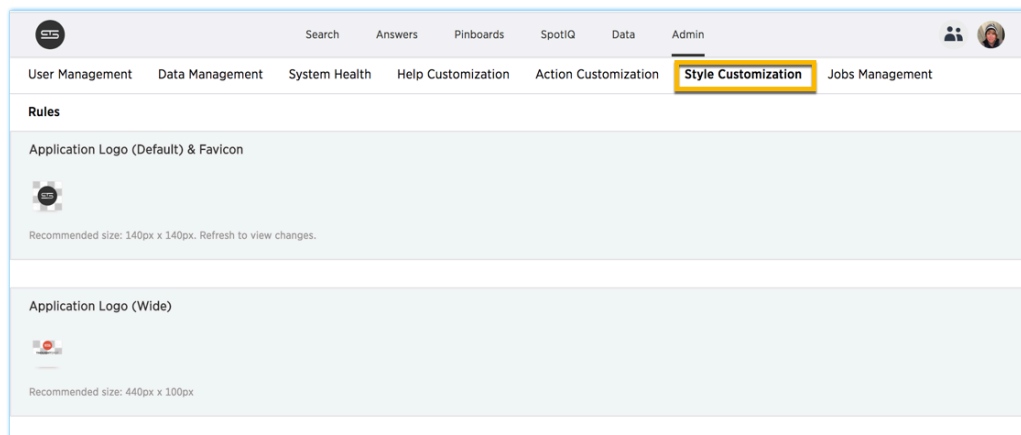 Search Answers Pinboards SpotIQ Data Admin
User Management Data Management System Health Help Customization Action Customization Style Customization Jobs Management
Rules
Application Logo (Default) & Favicon
Recommended size: 140px x 140px. Refresh to view changes.
Application Logo (Wide)
Recommended size: 440px x 100px